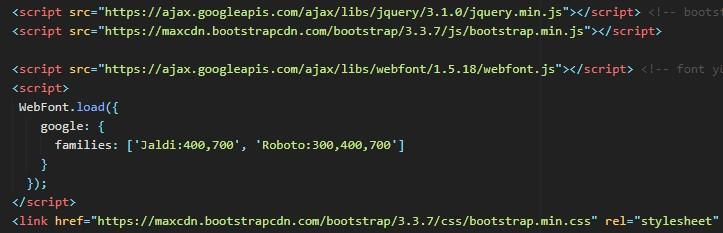 <script src="https://ajax.googleapis.com/ajax/libs/jquery/3.1.0/jquery.min.js"></script> <!-- bootst
<script src="https://maxcdn.bootstrapcdn.com/bootstrap/3.3.7/js/bootstrap.min.js"></script>
<script src="https://ajax.googleapis.com/ajax/libs/webfont/1.5.18/webfont.js"></script> <!-- font yü
<script>
WebFont.load({
google: {
families: ['Jaldi:400,700', 'Roboto:300,400,700']
}
});
</script>
<link href="https://maxcdn.bootstrapcdn.com/bootstrap/3.3.7/css/bootstrap.min.css" rel="stylesheet"